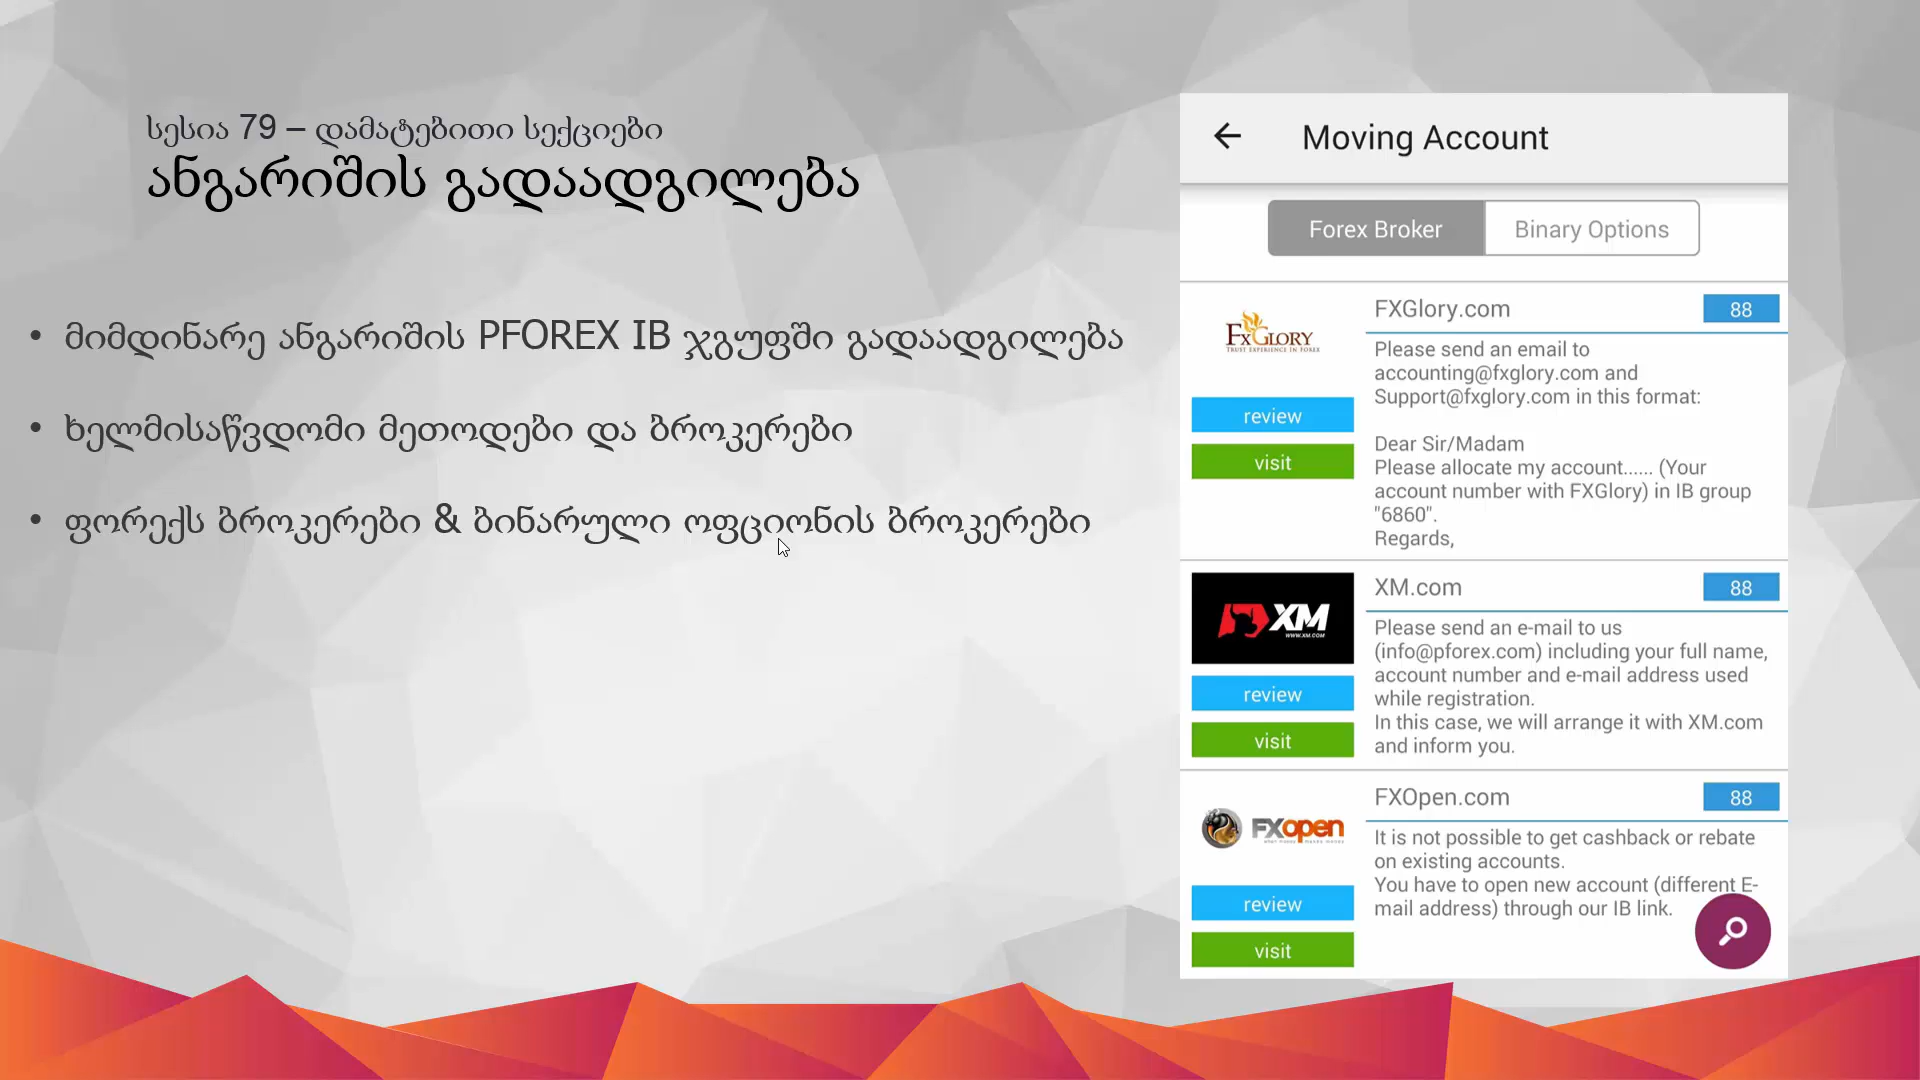 სესია 79 – დამატებითი სექციები
ანგარიშის გადაადგილება
• მიმდინარე ანგარიშის PFOREX IB ჯგუფში გადაადგილება
• ხელმისაწვდომი მეთოდები და ბროკერები
• ფორექს ბროკერები & ბინარული ოფციონის ბროკერები
Moving Account
Forex Broker
Binary Options
FXGLORY
TRUST EXPERIENCE IN FOREX
review
visit
FXGlory.com
88
Please send an email to
accounting@fxglory.com and
Support@fxglory.com in this format:
Dear Sir/Madam
Please allocate my account...... (Your
account number with FXGlory) in IB group
"6860".
Regards,
XM
WWW.XM.COM
review
visit
XM.com
88
Please send an e-mail to us
(info@pforex.com) including your full name,
account number and e-mail address used
while registration.
In this case, we will arrange it with XM.com
and inform you.
FXopen
review
visit
FXOpen.com
88
It is not possible to get cashback or rebate
on existing accounts.
You have to open new account (different E-
mail address) through our IB link.